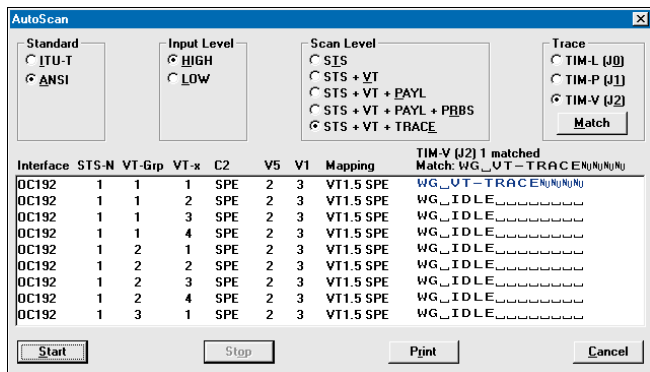 AutoScan
Standard
ITU-T
ANSI
Input Level
HIGH
LOW
Scan Level
SIS
STS + VT
STS + VT + PAYL
STS + VT + PAYL + PRBS
STS + VT + TRACE
Trace
TIM-L (J0)
TIM-P (J1)
TIM-V (J2)
Match
TIM-V (J2) 1 matched
Interface STS-N VT-Grp VT-x C2 V5 V1 Mapping Match: WG␣VT-TRACENUNUNUNU
OC192 1 1 1 SPE 2 3 VT1.5 SPE WG␣VT-TRACENUNUNUNU
OC192 1 1 2 SPE 2 3 VT1.5 SPE WG␣IDLE␣␣␣␣␣␣␣␣
OC192 1 1 3 SPE 2 3 VT1.5 SPE WG␣IDLE␣␣␣␣␣␣␣␣
OC192 1 1 4 SPE 2 3 VT1.5 SPE WG␣IDLE␣␣␣␣␣␣␣␣
OC192 1 2 1 SPE 2 3 VT1.5 SPE WG␣IDLE␣␣␣␣␣␣␣␣
OC192 1 2 2 SPE 2 3 VT1.5 SPE WG␣IDLE␣␣␣␣␣␣␣␣
OC192 1 2 3 SPE 2 3 VT1.5 SPE WG␣IDLE␣␣␣␣␣␣␣␣
OC192 1 2 4 SPE 2 3 VT1.5 SPE WG␣IDLE␣␣␣␣␣␣␣␣
OC192 1 3 1 SPE 2 3 VT1.5 SPE WG␣IDLE␣␣␣␣␣␣␣␣
Start Stop Print Cancel